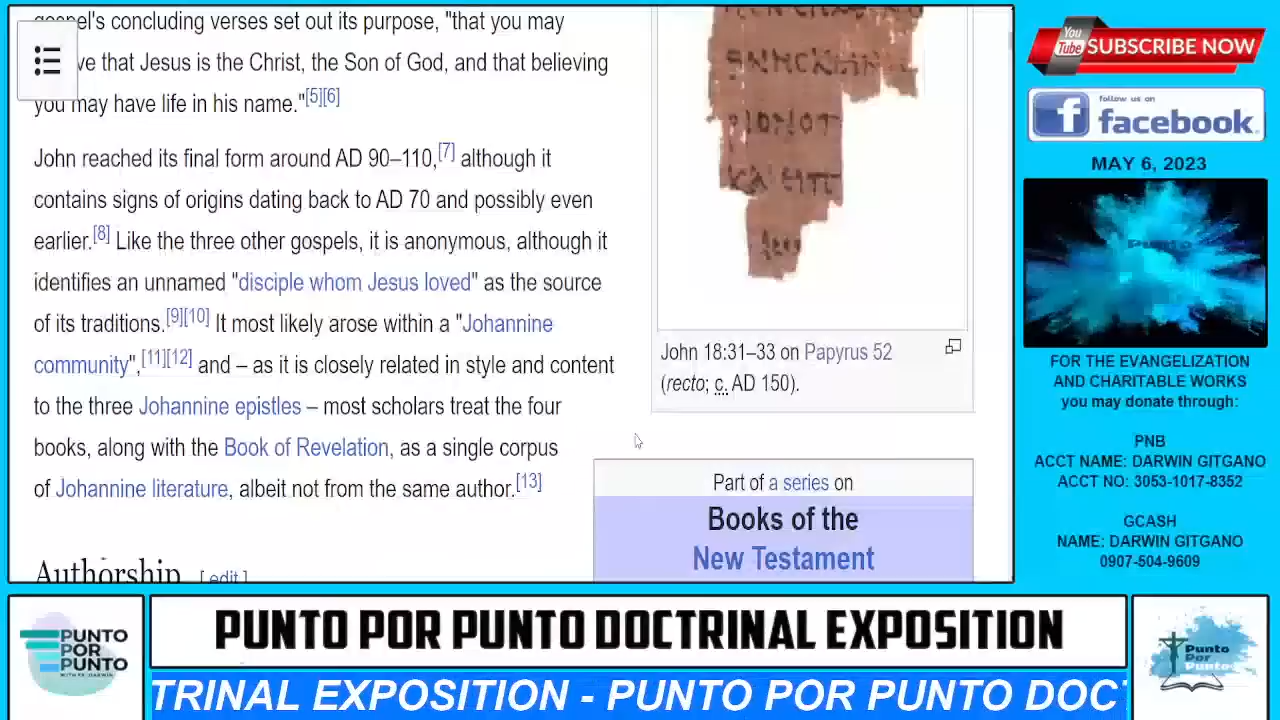 gospel's concluding verses set out its purpose, "that you may
ve that Jesus is the Christ, the Son of God, and that believing
you may have life in his name."[5][6]
John reached its final form around AD 90–110,[7] although it
contains signs of origins dating back to AD 70 and possibly even
earlier.[8] Like the three other gospels, it is anonymous, although it
identifies an unnamed "disciple whom Jesus loved" as the source
of its traditions.[9][10] It most likely arose within a "Johannine
community",[11][12] and – as it is closely related in style and content
to the three Johannine epistles – most scholars treat the four
books, along with the Book of Revelation, as a single corpus
of Johannine literature, albeit not from the same author.[13]
Authorship [ edit ]
John 18:31–33 on Papyrus 52
(recto; c. AD 150).
Part of a series on
Books of the
New Testament
You
Tube SUBSCRIBE NOW
follow us on
facebook.
MAY 6, 2023
Punto
FOR THE EVANGELIZATION
AND CHARITABLE WORKS
you may donate through:
PNB
ACCT NAME: DARWIN GITGANO
ACCT NO: 3053-1017-8352
GCASH
NAME: DARWIN GITGANO
0907-504-9609
PUNTO
POR
PUNTO
PUNTO POR PUNTO DOCTRINAL EXPOSITION
TRINAL EXPOSITION - PUNTO POR PUNTO DOCT
Punto
Por
Punto